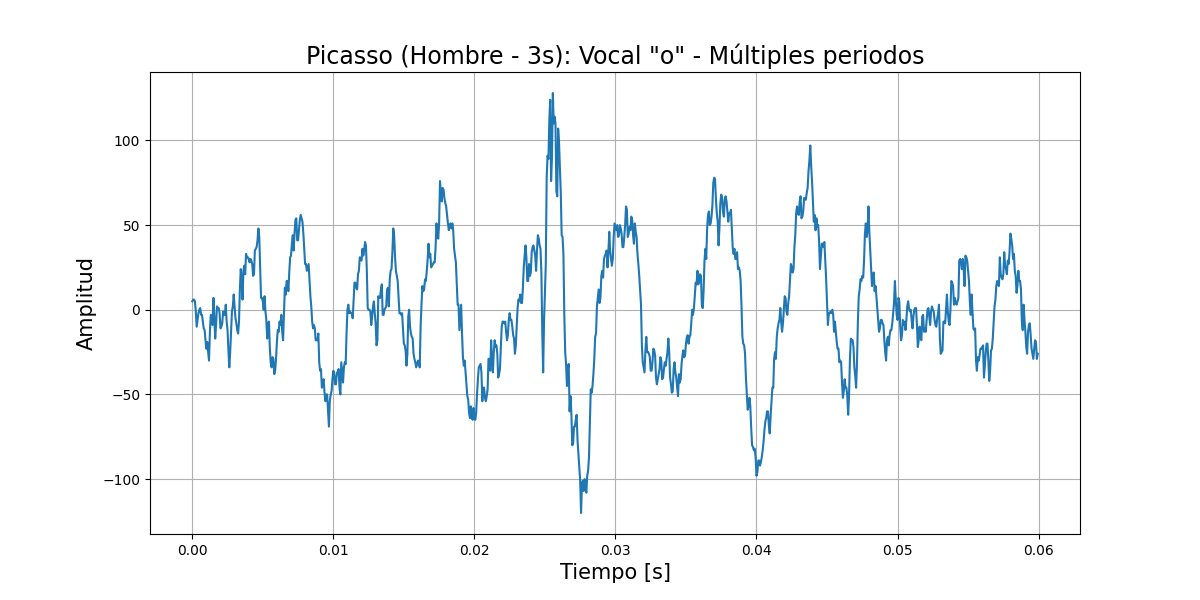 Picasso (Hombre - 3s): Vocal "o" - Múltiples periodos
Amplitud
100
50
0
−50
−100
0.00 0.01 0.02 0.03 0.04 0.05 0.06
Tiempo [s]